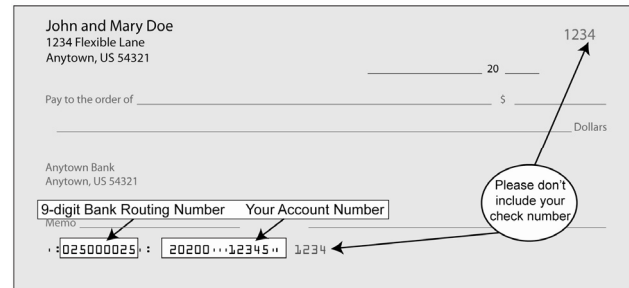 John and Mary Doe
1234 Flexible Lane
Anytown, US 54321
1234
20
Pay to the order of $
Dollars
Anytown Bank
Anytown, US 54321
Please don't
include your
check number
9-digit Bank Routing Number Your Account Number
Memo
⑆025000025⑆ 20200⑉12345⑈ 1234